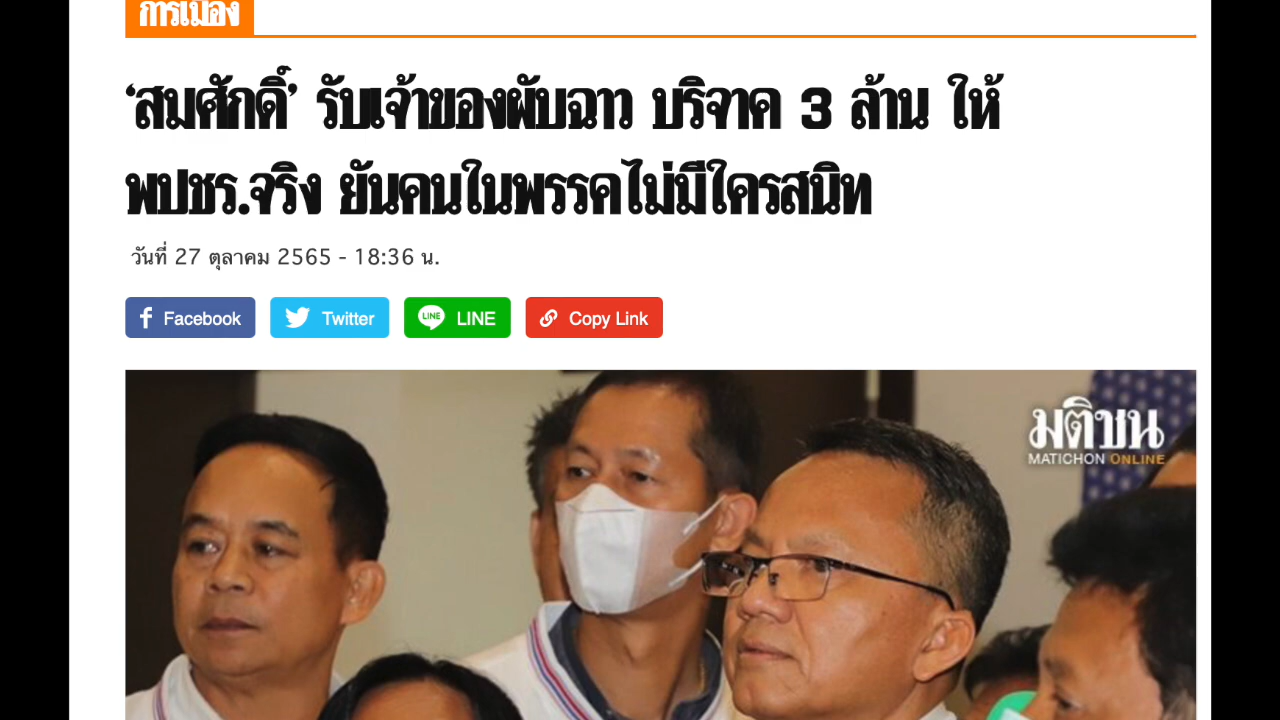 การเมือง
‘สมศักดิ์’ รับเจ้าของผับฉาว บริจาค 3 ล้าน ให้
พปชร.จริง ยันคนในพรรคไม่มีใครสนิท
วันที่ 27 ตุลาคม 2565 - 18:36 น.
Facebook Twitter LINE LINE Copy Link
มติชน
MATICHON ONLINE